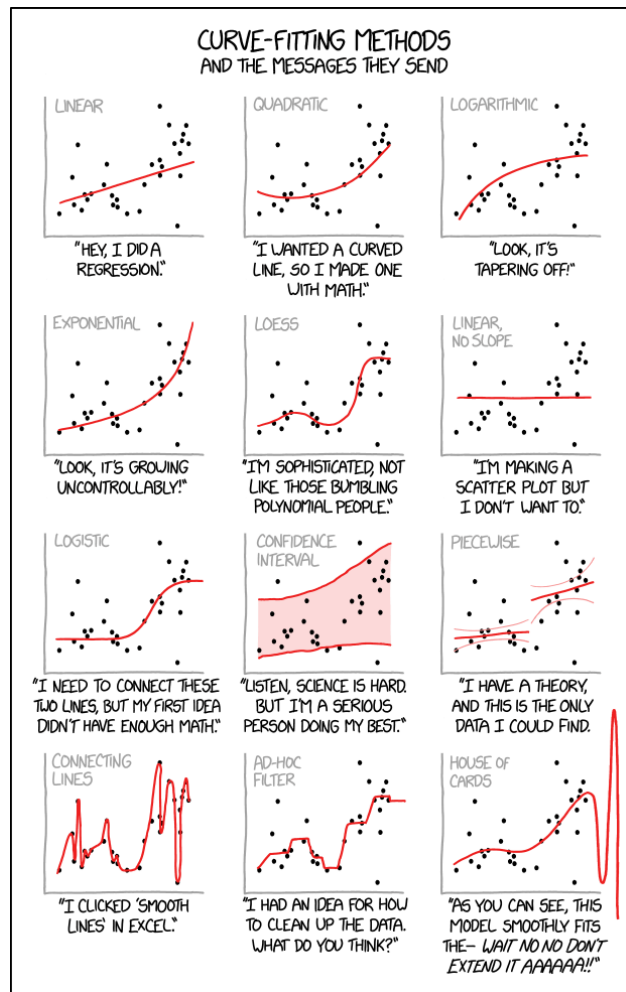 CURVE-FITTING METHODS
AND THE MESSAGES THEY SEND
LINEAR
"HEY, I DID A
REGRESSION."
QUADRATIC
"I WANTED A CURVED
LINE, SO I MADE ONE
WITH MATH."
LOGARITHMIC
"LOOK, IT'S
TAPERING OFF!"
EXPONENTIAL
"LOOK, IT'S GROWING
UNCONTROLLABLY!"
LOESS
"I'M SOPHISTICATED, NOT
LIKE THOSE BUMBLING
POLYNOMIAL PEOPLE."
LINEAR,
NO SLOPE
"I'M MAKING A
SCATTER PLOT BUT
I DON'T WANT TO."
LOGISTIC
"I NEED TO CONNECT THESE
TWO LINES, BUT MY FIRST IDEA
DIDN'T HAVE ENOUGH MATH."
CONFIDENCE
INTERVAL
"LISTEN, SCIENCE IS HARD.
BUT I'M A SERIOUS
PERSON DOING MY BEST."
PIECEWISE
"I HAVE A THEORY,
AND THIS IS THE ONLY
DATA I COULD FIND.
CONNECTING
LINES
"I CLICKED 'SMOOTH
LINES' IN EXCEL."
AD-HOC
FILTER
"I HAD AN IDEA FOR HOW
TO CLEAN UP THE DATA.
WHAT DO YOU THINK?"
HOUSE OF
CARDS
"AS YOU CAN SEE, THIS
MODEL SMOOTHLY FITS
THE— WAIT NO NO DON'T
EXTEND IT AAAAAA!!"